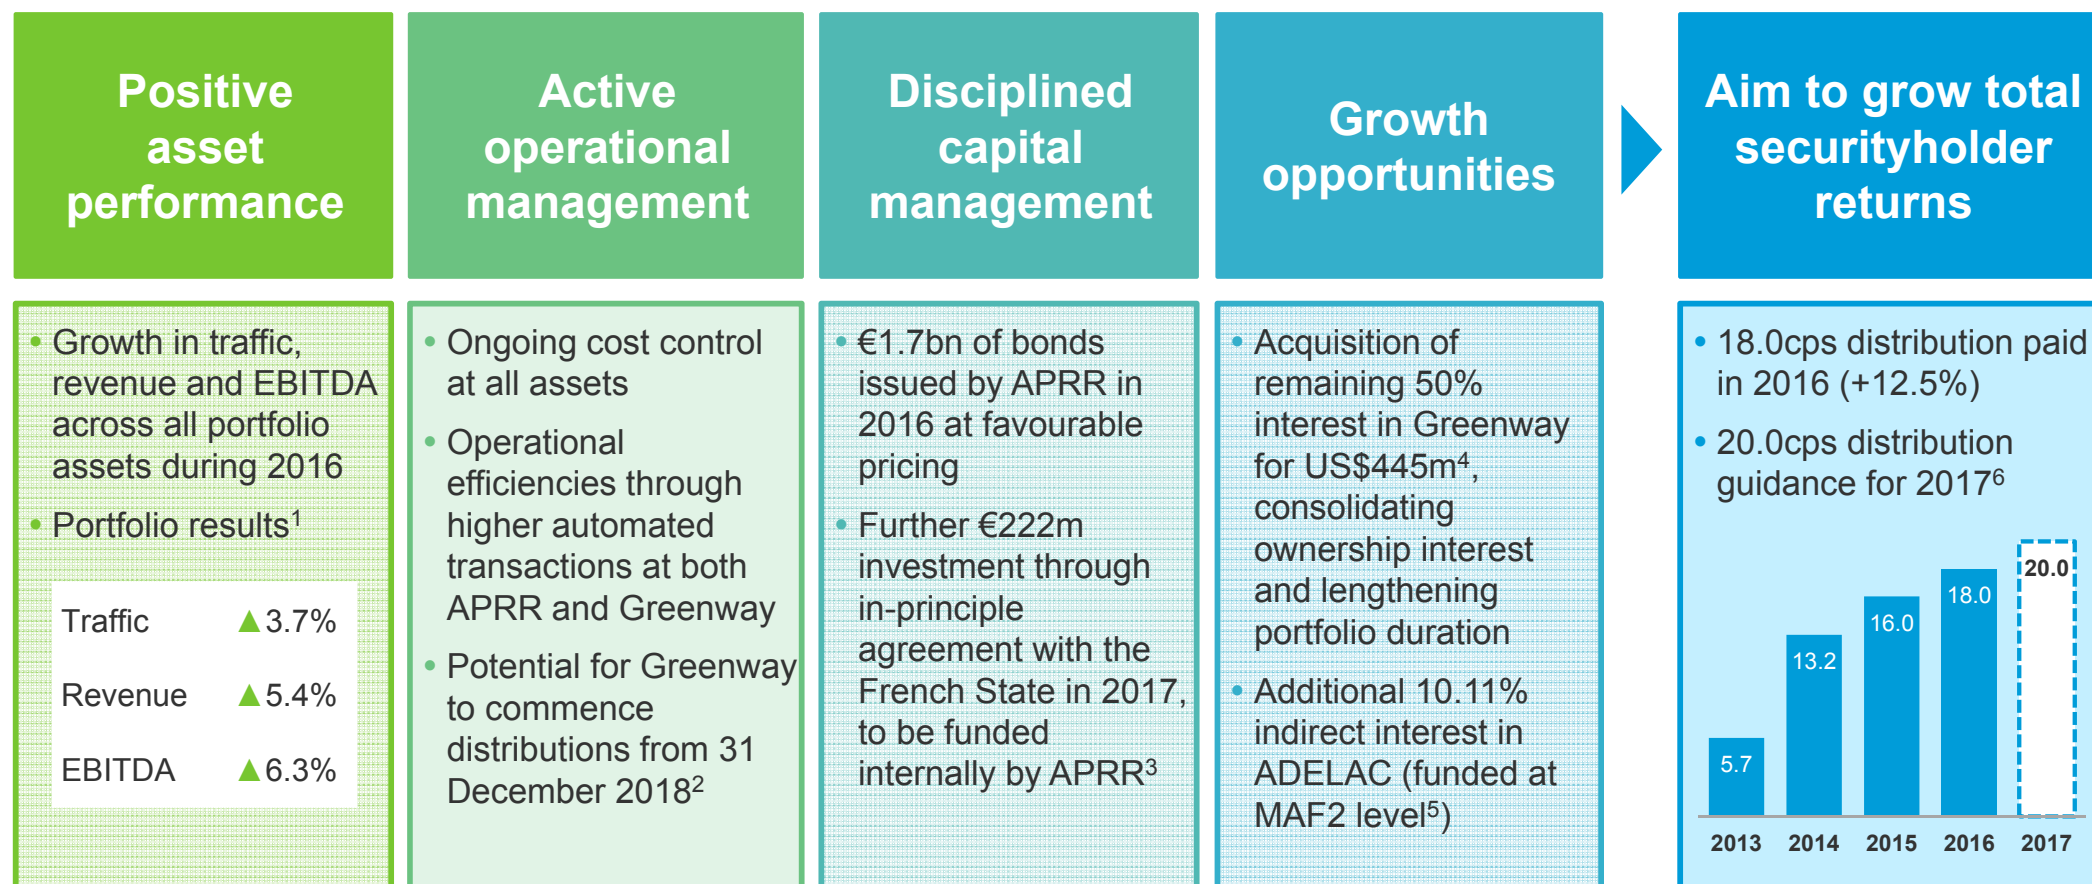 Positive
asset
performance
Active
operational
management
Disciplined
capital
management
Growth
opportunities
Aim to grow total
securityholder
returns
• Growth in traffic,
revenue and EBITDA
across all portfolio
assets during 2016
• Portfolio results¹
Traffic ▲3.7%
Revenue ▲5.4%
EBITDA ▲6.3%
• Ongoing cost control
at all assets
• Operational
efficiencies through
higher automated
transactions at both
APRR and Greenway
• Potential for Greenway
to commence
distributions from 31
December 2018²
• €1.7bn of bonds
issued by APRR in
2016 at favourable
pricing
• Further €222m
investment through
in-principle
agreement with the
French State in 2017,
to be funded
internally by APRR³
• Acquisition of
remaining 50%
interest in Greenway
for US$445m⁴,
consolidating
ownership interest
and lengthening
portfolio duration
• Additional 10.11%
indirect interest in
ADELAC (funded at
MAF2 level⁵)
• 18.0cps distribution paid
in 2016 (+12.5%)
• 20.0cps distribution
guidance for 2017⁶
5.7
13.2
16.0
18.0
20.0
2013 2014 2015 2016 2017